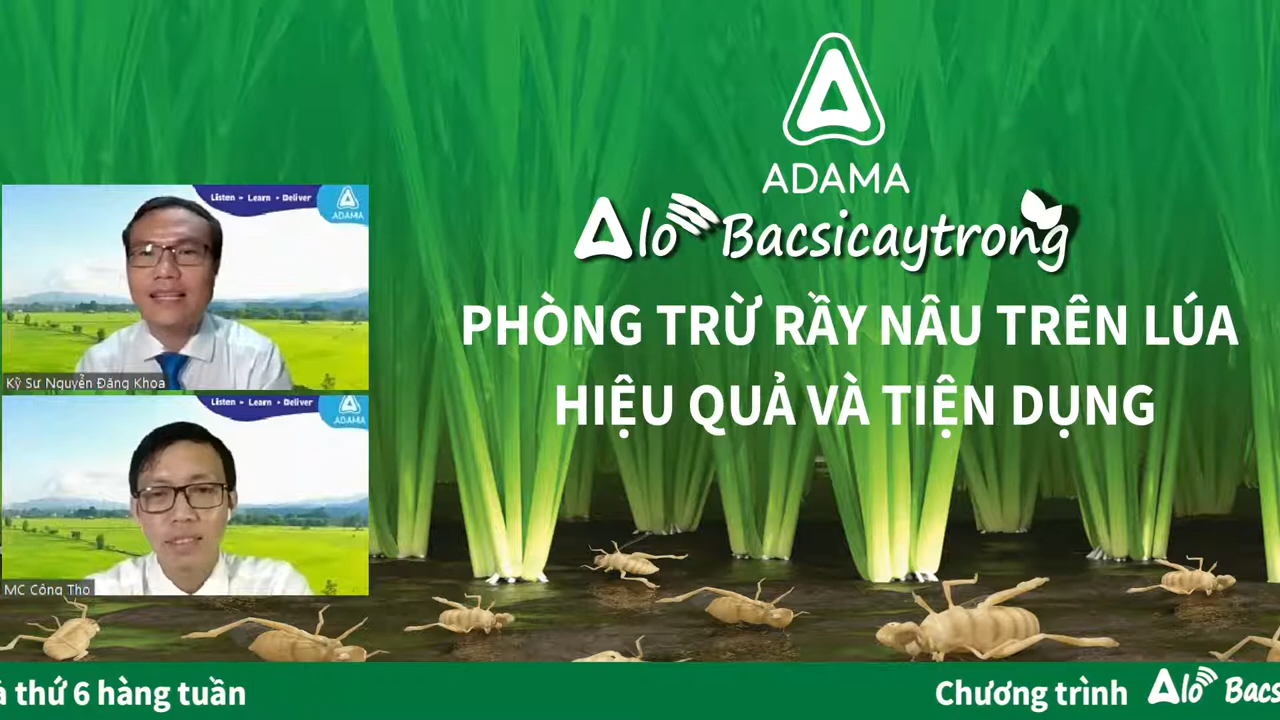 ADAMA
Alo Bacsicaytrong
PHÒNG TRỪ RẦY NÂU TRÊN LÚA
HIỆU QUẢ VÀ TIỆN DỤNG
Listen > Learn > Deliver
ADAMA
Kỹ Sư Nguyễn Đăng Khoa
Listen > Learn > Deliver
ADAMA
MC Công Thọ
thứ 6 hàng tuần
Chương trình Alo Bacs